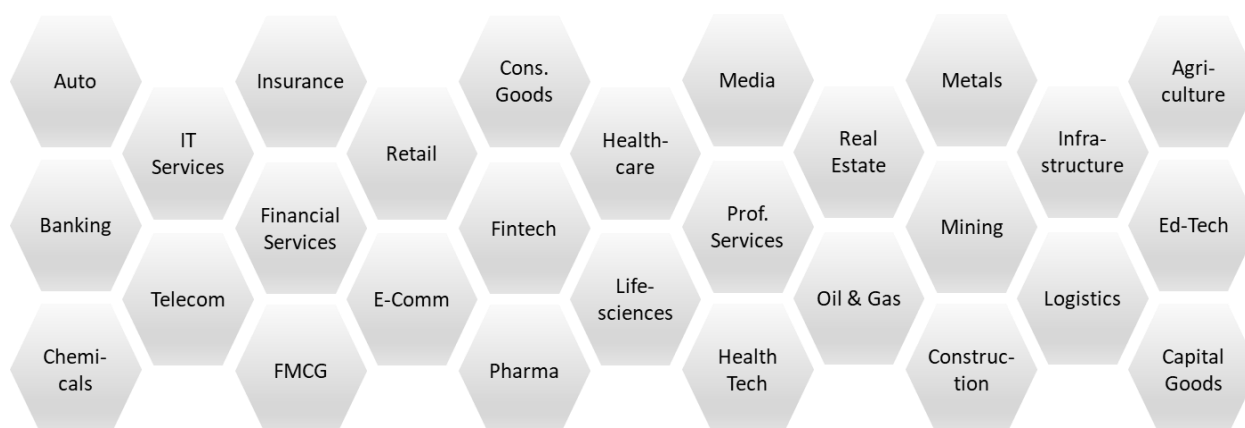 Auto
Insurance
Cons.
Goods
Media
Metals
Agri-
culture
IT
Services
Retail
Health-
care
Real
Estate
Infra-
structure
Banking
Financial
Services
Fintech
Prof.
Services
Mining
Ed-Tech
Telecom
E-Comm
Life-
sciences
Oil & Gas
Logistics
Chemi-
cals
FMCG
Pharma
Health
Tech
Construc-
tion
Capital
Goods